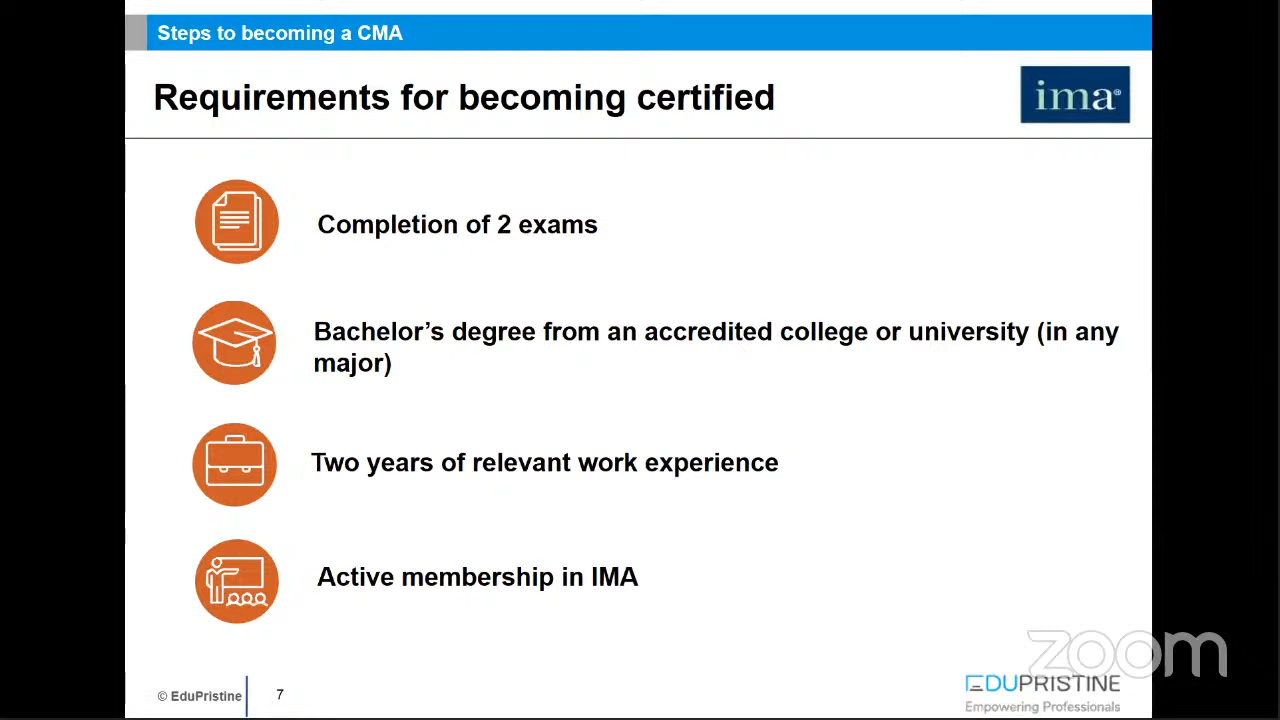 Steps to becoming a CMA
Requirements for becoming certified
ima®
Completion of 2 exams
Bachelor’s degree from an accredited college or university (in any
major)
Two years of relevant work experience
Active membership in IMA
zoom
© EduPristine
7
EDUPRISTINE
Empowering Professionals